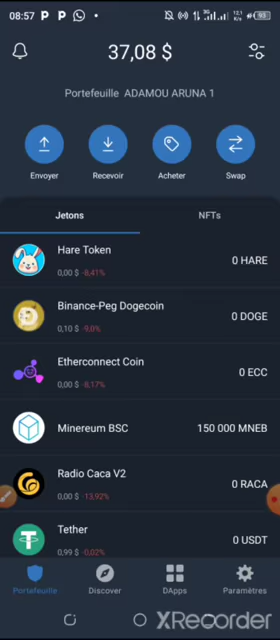 08:57
37,08 $
Portefeuille ADAMOU ARUNA 1
Envoyer
Recevoir
Acheter
Swap
Jetons
NFTs
Hare Token
0,00 $ -8,41%
0 HARE
Binance-Peg Dogecoin
0,10 $ -9,8%
0 DOGE
Etherconnect Coin
0,00 $ -8,17%
0 ECC
Minereum BSC
150 000 MNEB
Radio Caca V2
0,00 $ -13,92%
0 RACA
Tether
0,99 $ -0,02%
0 USDT
Portefeuille
Discover
DApps
Paramètres
XRecorder